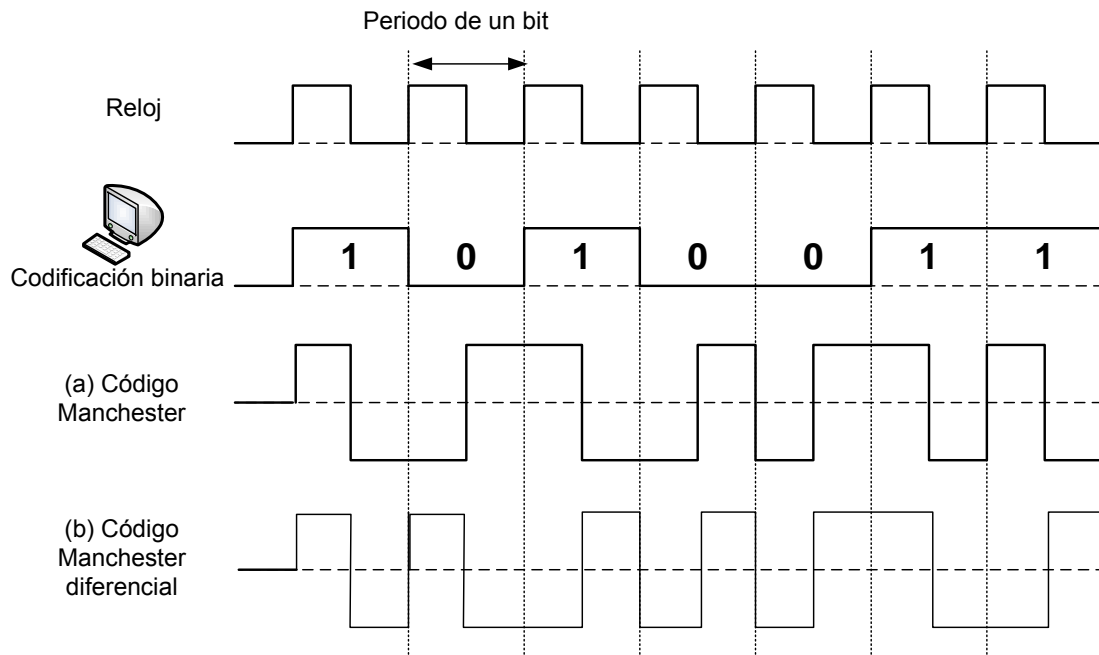 Periodo de un bit
Reloj
Codificación binaria
1 0 1 0 0 1 1
(a) Código
Manchester
(b) Código
Manchester
diferencial